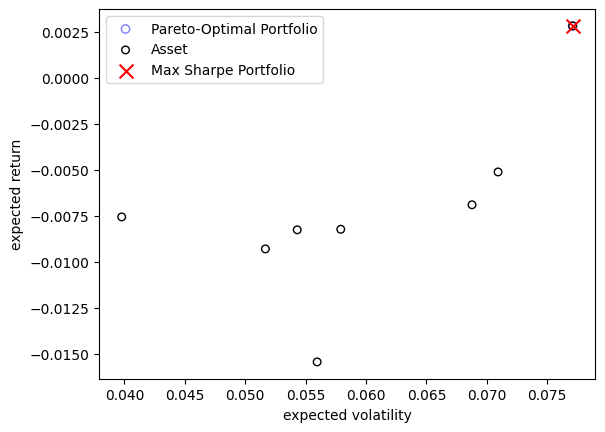 Pareto-Optimal Portfolio
Asset
Max Sharpe Portfolio
0.0025
0.0000
−0.0025
−0.0050
−0.0075
−0.0100
−0.0125
−0.0150
expected return
0.040 0.045 0.050 0.055 0.060 0.065 0.070 0.075
expected volatility